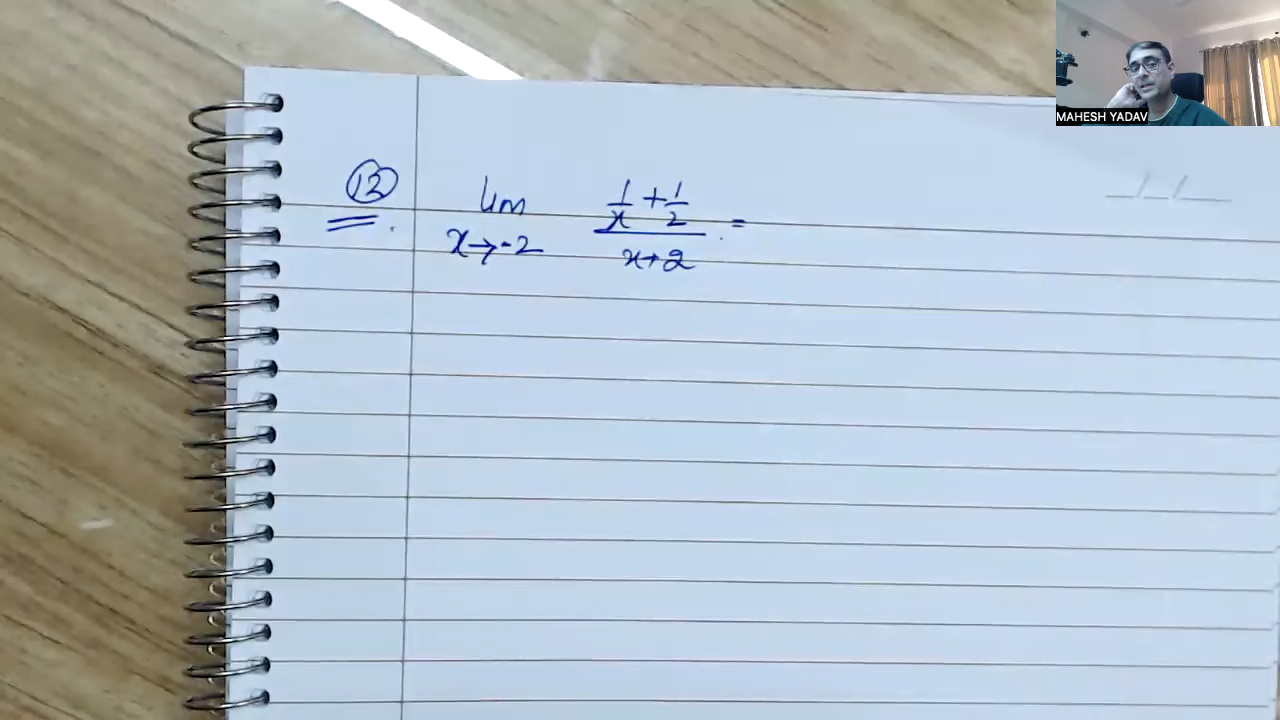 MAHESH YADAV
12 lim 1/x + 1/2 =
x→-2 x+2